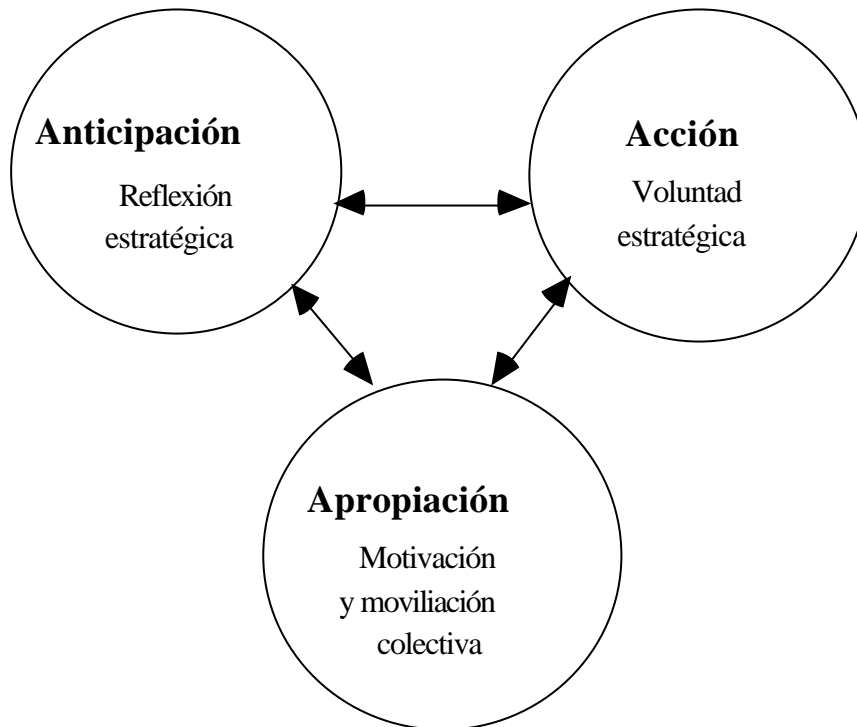 Anticipación
Reflexión
estratégica
Acción
Voluntad
estratégica
Apropiación
Motivación
y moviliación
colectiva